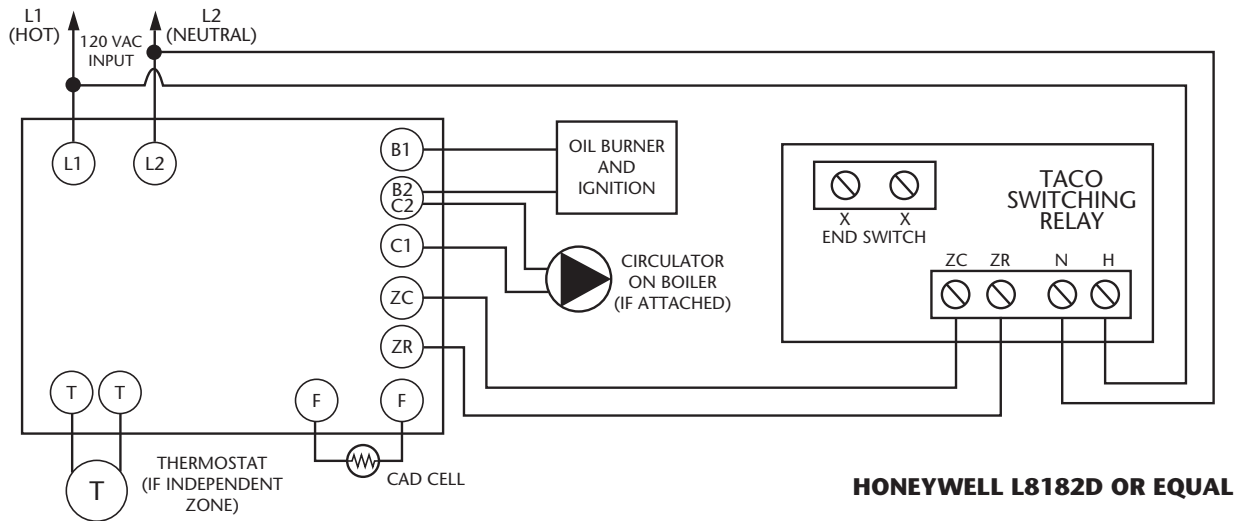 L1
(HOT)
120 VAC
INPUT
L2
(NEUTRAL)
L1
L2
B1
B2
C2
C1
ZC
ZR
T
T
F
F
OIL BURNER
AND
IGNITION
CIRCULATOR
ON BOILER
(IF ATTACHED)
X
X
END SWITCH
TACO
SWITCHING
RELAY
ZC
ZR
N
H
T
THERMOSTAT
(IF INDEPENDENT
ZONE)
CAD CELL
HONEYWELL L8182D OR EQUAL